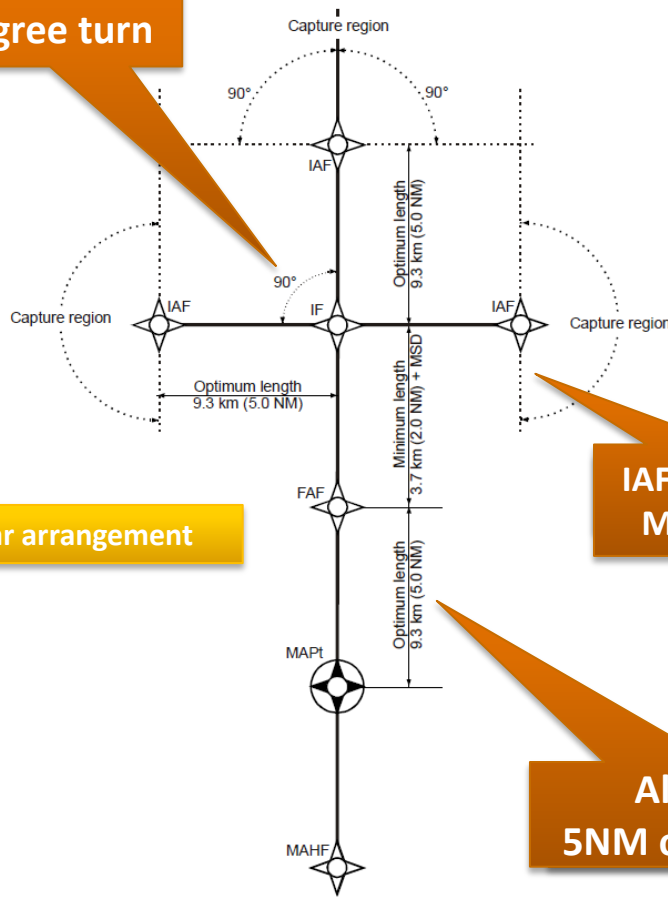 gree turn
Capture region
90°
90°
IAF
Optimum length
9.3 km (5.0 NM)
90°
IAF
IF
IAF
Capture region
Capture region
Optimum length
9.3 km (5.0 NM)
Minimum length
3.7 km (2.0 NM) + MSD
IAF
M
FAF
ar arrangement
Optimum length
9.3 km (5.0 NM)
MAPt
Al
5NM
MAHF